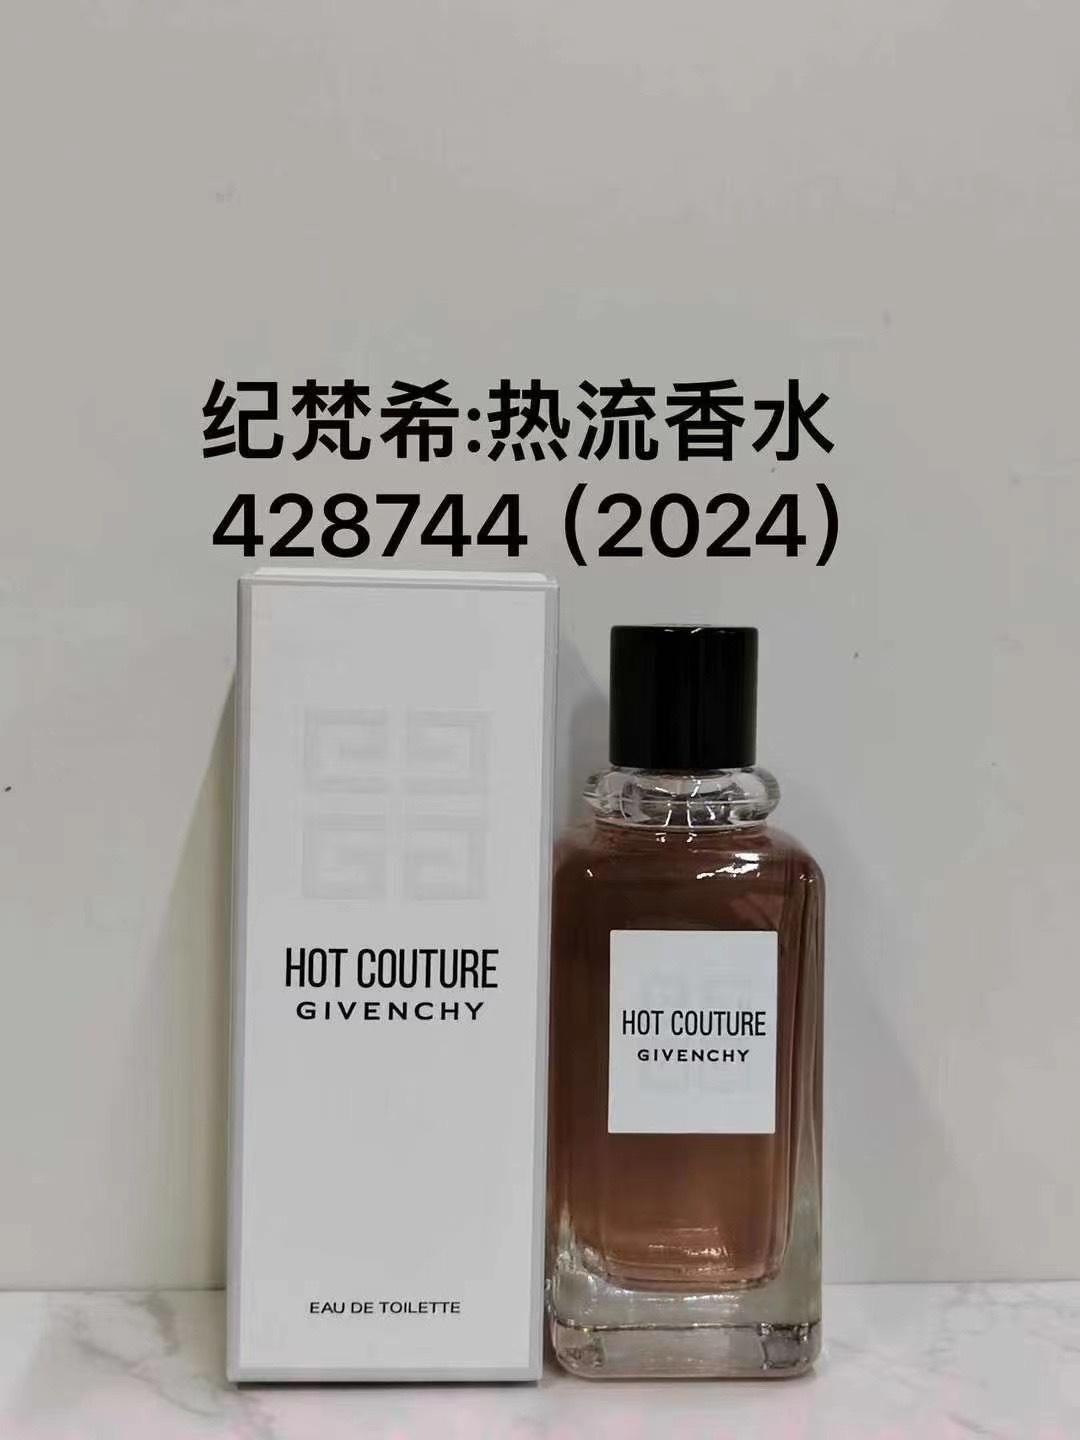 纪梵希:热流香水
428744（2024）
HOT COUTURE
GIVENCHY
EAU DE TOILETTE
HOT COUTURE
GIVENCHY